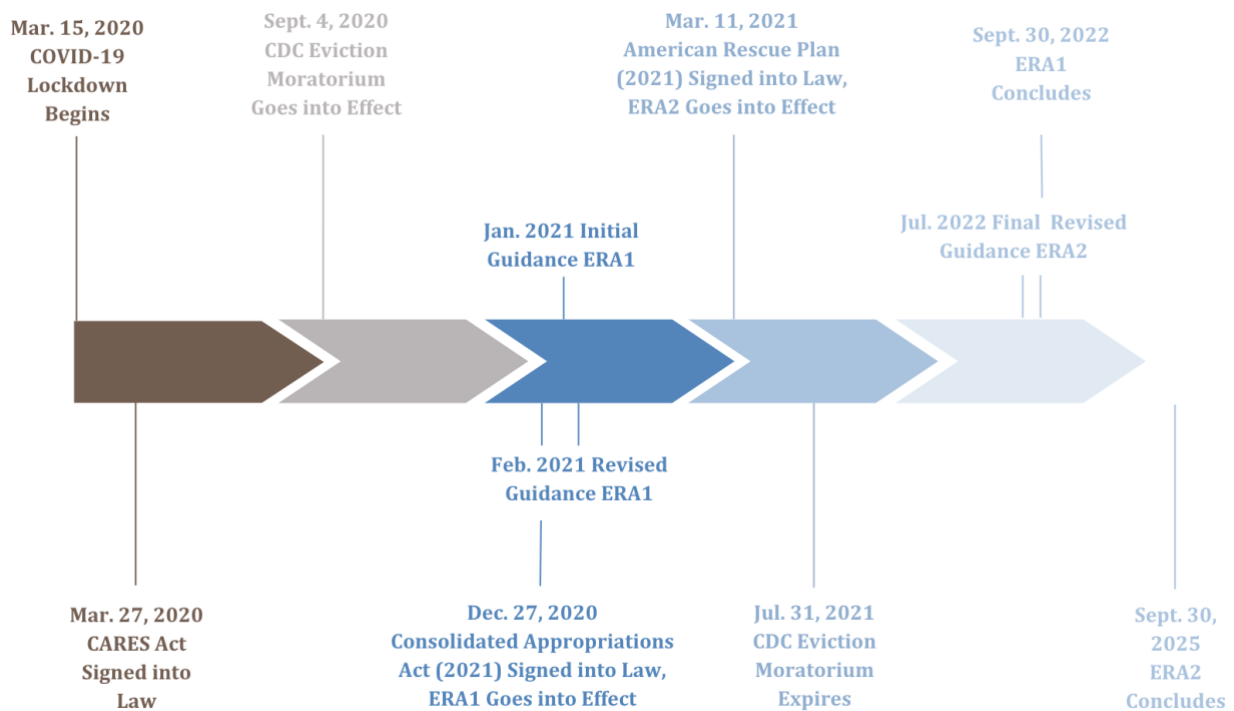 Mar. 15, 2020
COVID-19
Lockdown
Begins
Sept. 4, 2020
CDC Eviction
Moratorium
Goes into Effect
Mar. 11, 2021
American Rescue Plan
(2021) Signed into Law,
ERA2 Goes into Effect
Sept. 30, 2022
ERA1
Concludes
Jan. 2021 Initial
Guidance ERA1
Jul. 2022 Final Revised
Guidance ERA2
Feb. 2021 Revised
Guidance ERA1
Mar. 27, 2020
CARES Act
Signed into
Law
Dec. 27, 2020
Consolidated Appropriations
Act (2021) Signed into Law,
ERA1 Goes into Effect
Jul. 31, 2021
CDC Eviction
Moratorium
Expires
Sept. 30,
2025
ERA2
Concludes